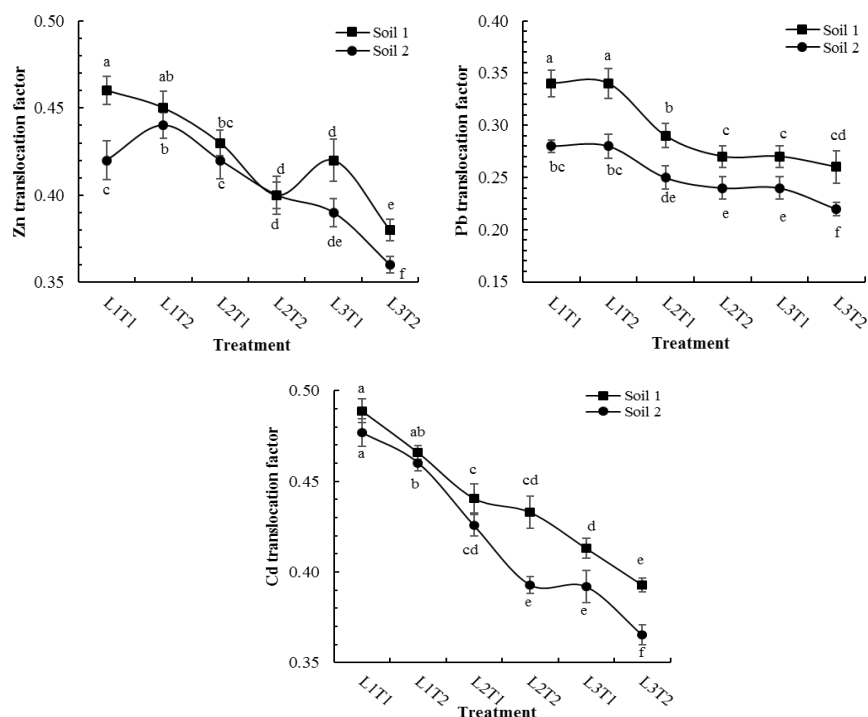 0.50
0.45
0.40
0.35
Zn translocation factor
Soil 1
Soil 2
a
ab
bc
d
d
e
c
b
c
d
de
f
L1T1
L1T2
L2T1
L2T2
L3T1
L3T2
Treatment
0.40
0.35
0.30
0.25
0.20
0.15
Pb translocation factor
Soil 1
Soil 2
a
a
b
c
c
cd
bc
bc
de
e
e
f
L1T1
L1T2
L2T1
L2T2
L3T1
L3T2
Treatment
0.50
0.45
0.40
0.35
Cd translocation factor
Soil 1
Soil 2
a
ab
c
cd
d
e
a
b
cd
e
e
f
L1T1
L1T2
L2T1
L2T2
L3T1
L3T2
Treatment